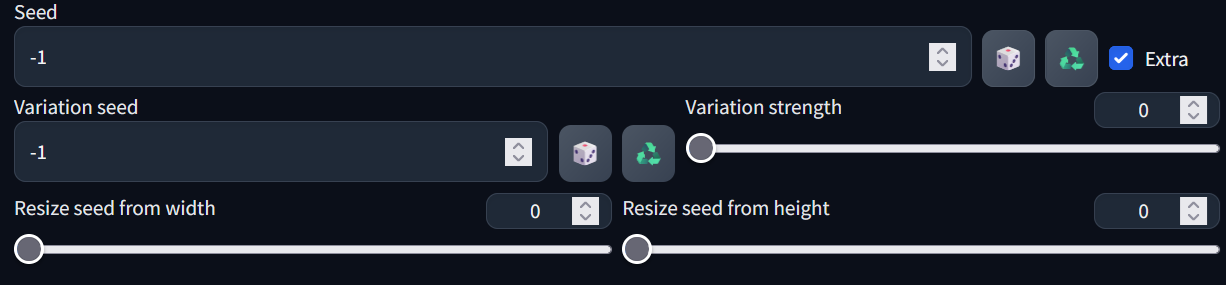 Seed
-1
Extra
Variation seed
Variation strength
0
-1
Resize seed from width
0
Resize seed from height
0